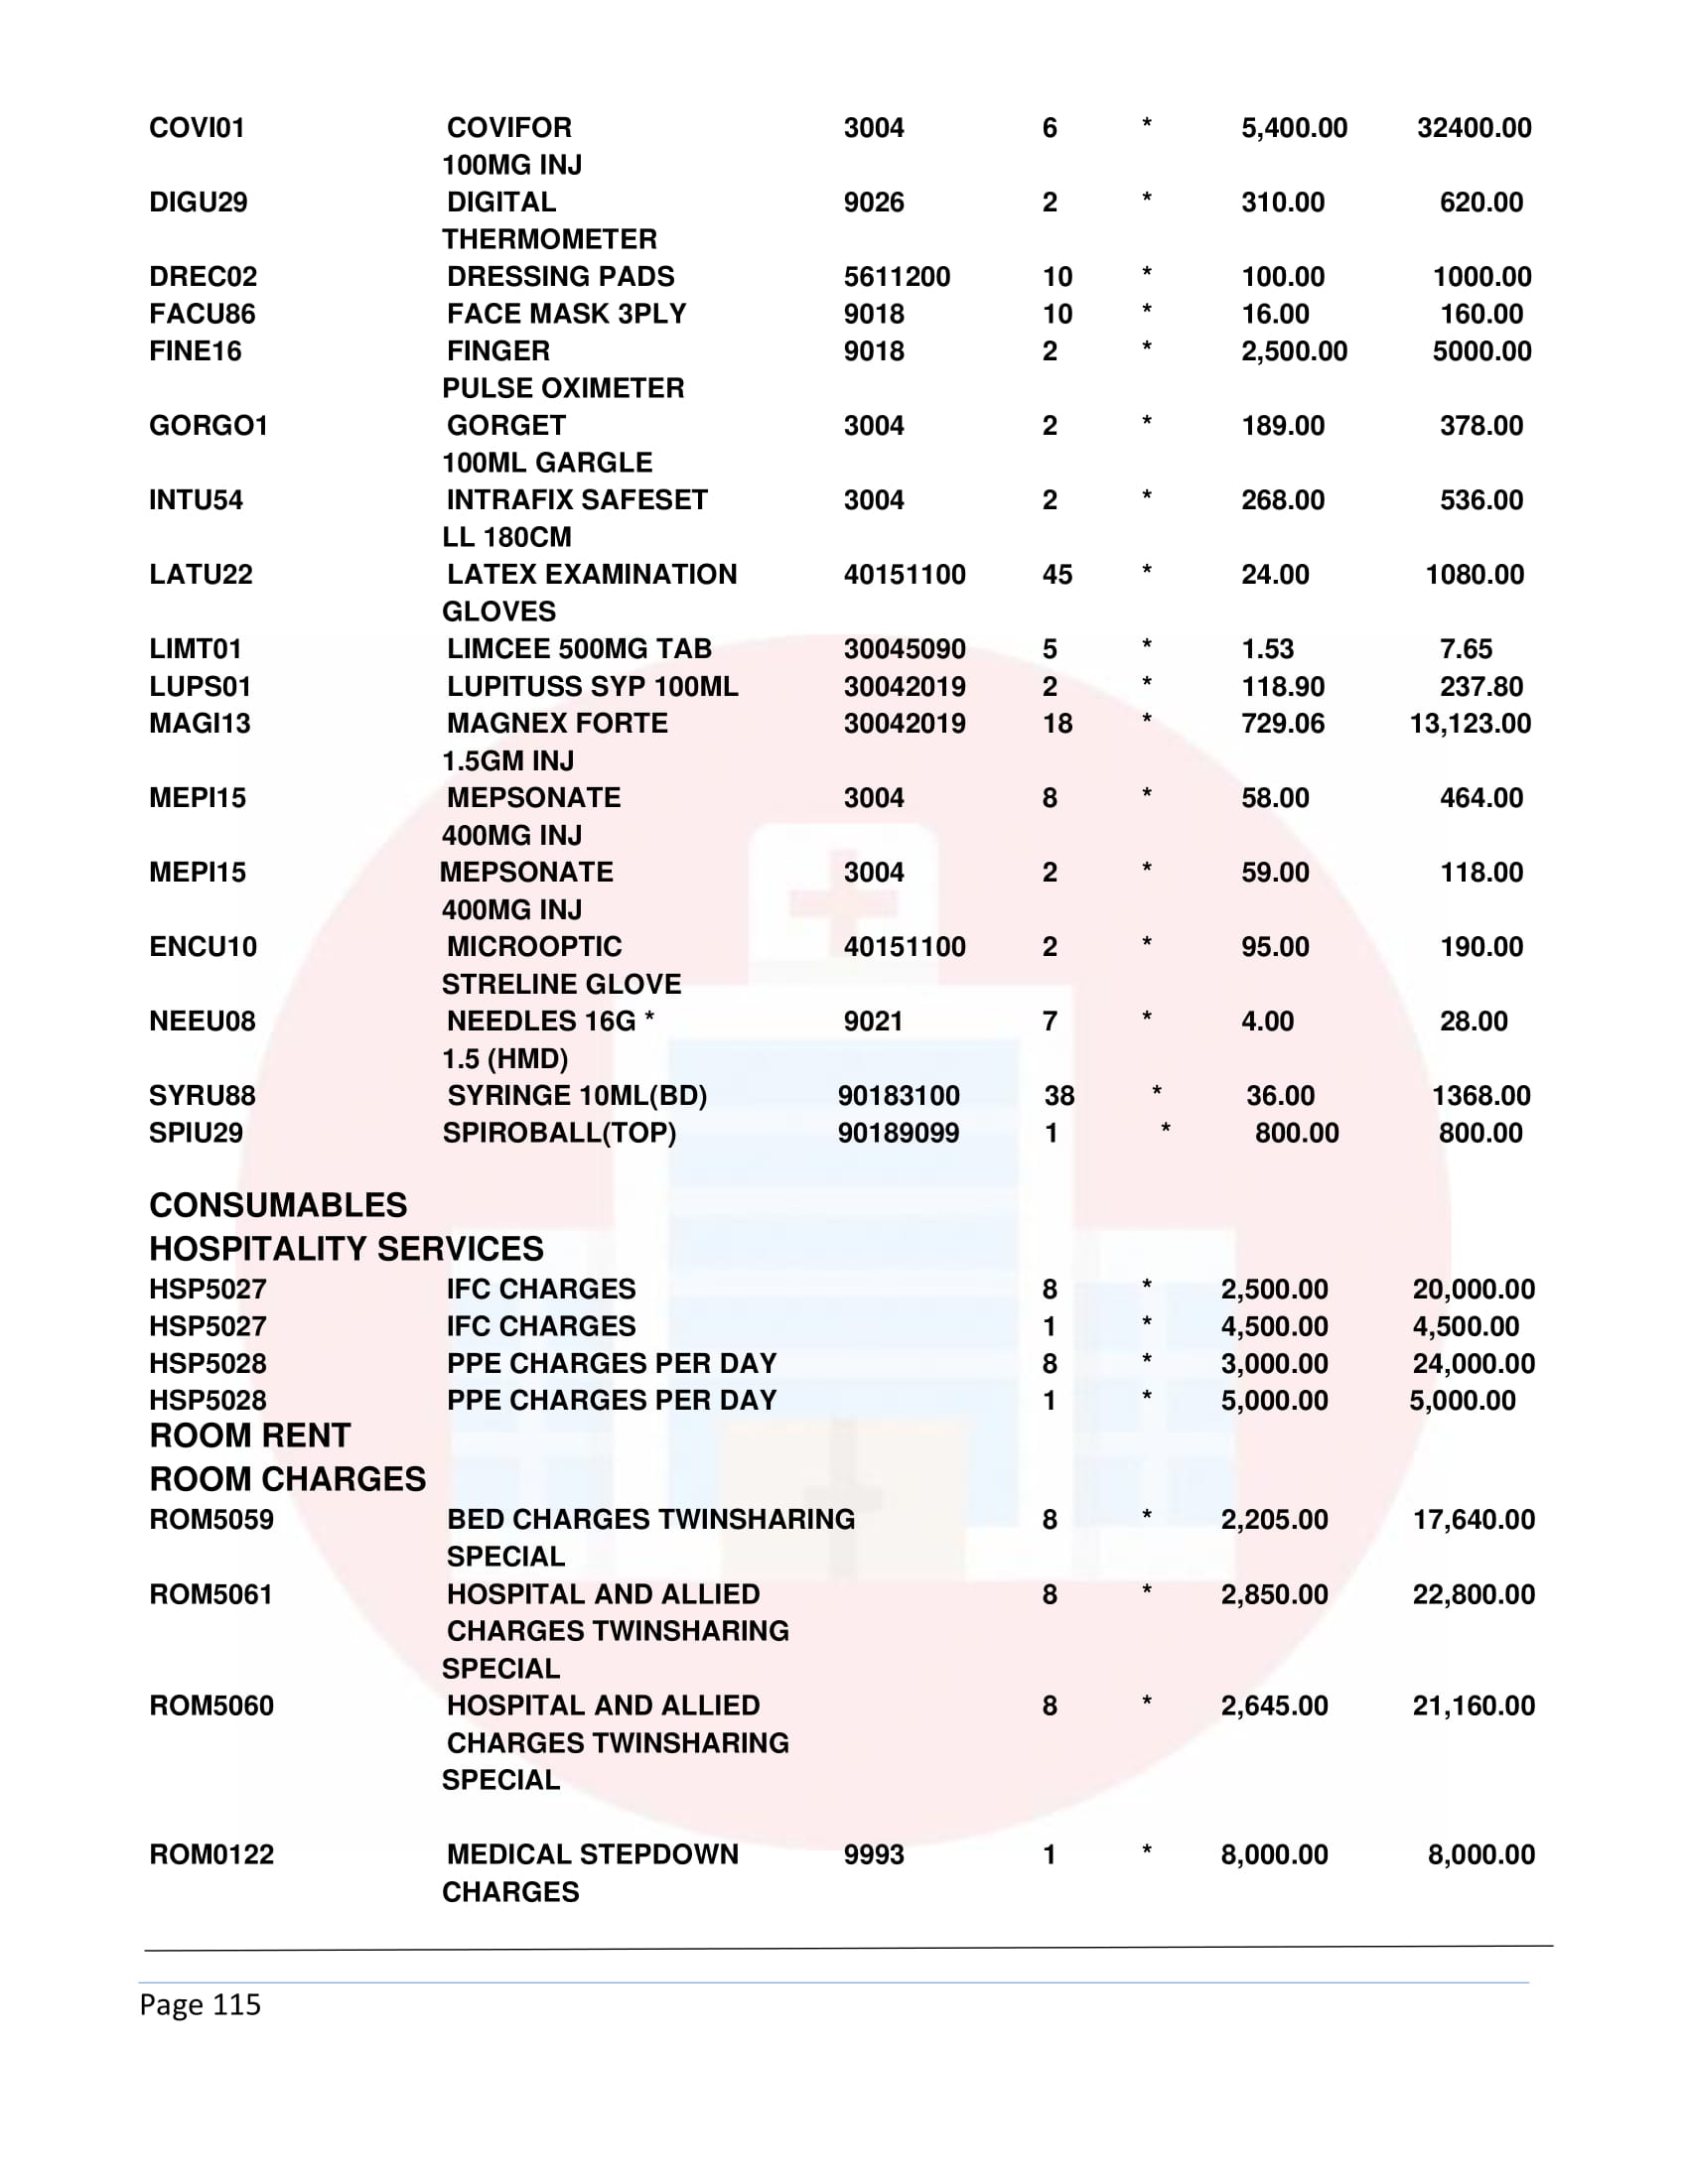 COVI01 COVIFOR 3004 6 * 5,400.00 32400.00
100MG INJ
DIGU29 DIGITAL 9026 2 * 310.00 620.00
THERMOMETER
DREC02 DRESSING PADS 5611200 10 * 100.00 1000.00
FACU86 FACE MASK 3PLY 9018 10 * 16.00 160.00
FINE16 FINGER 9018 2 * 2,500.00 5000.00
PULSE OXIMETER
GORGO1 GORGET 3004 2 * 189.00 378.00
100ML GARGLE
INTU54 INTRAFIX SAFESET 3004 2 * 268.00 536.00
LL 180CM
LATU22 LATEX EXAMINATION 40151100 45 * 24.00 1080.00
GLOVES
LIMT01 LIMCEE 500MG TAB 30045090 5 * 1.53 7.65
LUPS01 LUPITUSS SYP 100ML 30042019 2 * 118.90 237.80
MAGI13 MAGNEX FORTE 30042019 18 * 729.06 13,123.00
1.5GM INJ
MEPI15 MEPSONATE 3004 8 * 58.00 464.00
400MG INJ
MEPI15 MEPSONATE 3004 2 * 59.00 118.00
400MG INJ
ENCU10 MICROOPTIC 40151100 2 * 95.00 190.00
STRELINE GLOVE
NEEU08 NEEDLES 16G * 9021 7 * 4.00 28.00
1.5 (HMD)
SYRU88 SYRINGE 10ML(BD) 90183100 38 * 36.00 1368.00
SPIU29 SPIROBALL(TOP) 90189099 1 * 800.00 800.00
CONSUMABLES
HOSPITALITY SERVICES
HSP5027 IFC CHARGES 8 * 2,500.00 20,000.00
HSP5027 IFC CHARGES 1 * 4,500.00 4,500.00
HSP5028 PPE CHARGES PER DAY 8 * 3,000.00 24,000.00
HSP5028 PPE CHARGES PER DAY 1 * 5,000.00 5,000.00
ROOM RENT
ROOM CHARGES
ROM5059 BED CHARGES TWINSHARING 8 * 2,205.00 17,640.00
SPECIAL
ROM5061 HOSPITAL AND ALLIED 8 * 2,850.00 22,800.00
CHARGES TWINSHARING
SPECIAL
ROM5060 HOSPITAL AND ALLIED 8 * 2,645.00 21,160.00
CHARGES TWINSHARING
SPECIAL
ROM0122 MEDICAL STEPDOWN 9993 1 * 8,000.00 8,000.00
CHARGES
Page 115